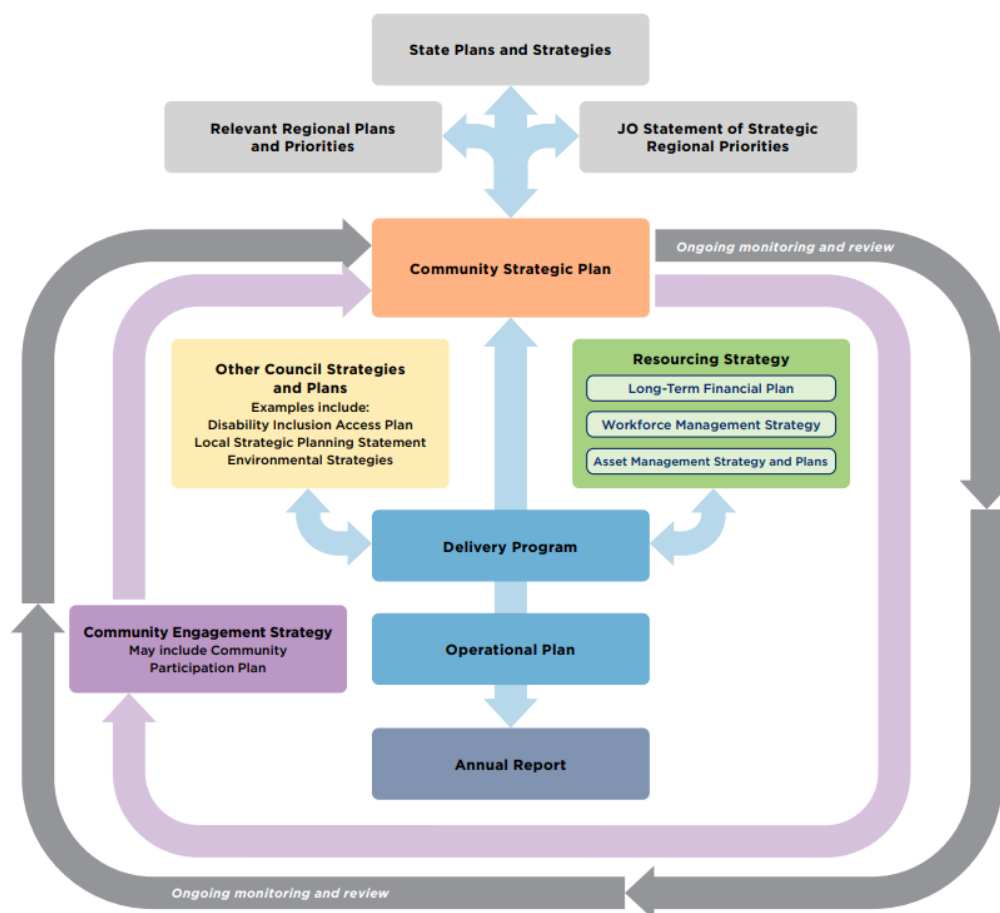 State Plans and Strategies
Relevant Regional Plans
and Priorities
JO Statement of Strategic
Regional Priorities
Community Strategic Plan
Ongoing monitoring and review
Other Council Strategies
and Plans
Examples include:
Disability Inclusion Access Plan
Local Strategic Planning Statement
Environmental Strategies
Resourcing Strategy
Long-Term Financial Plan
Workforce Management Strategy
Asset Management Strategy and Plans
Delivery Program
Community Engagement Strategy
May include Community
Participation Plan
Operational Plan
Annual Report
Ongoing monitoring and review